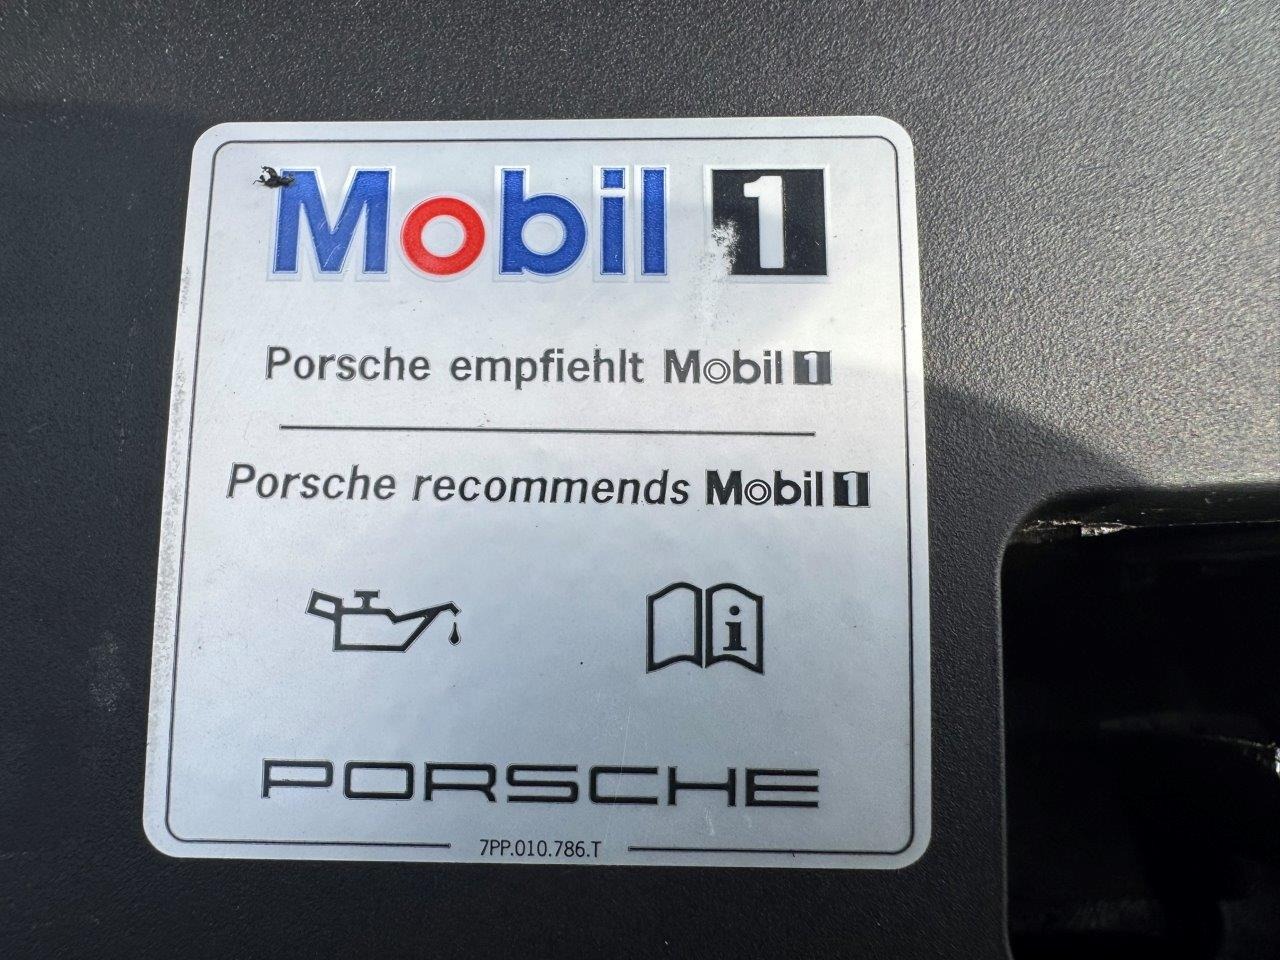 Mobil 1
Porsche empfiehlt Mobil 1
Porsche recommends Mobil 1
i
PORSCHE
7PP.010.786.T